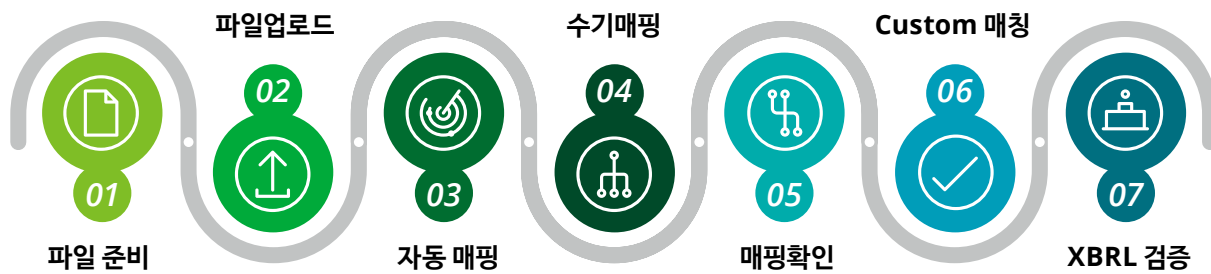 01
파일 준비
파일업로드
02
03
자동 매핑
수기매핑
04
05
매핑확인
Custom 매칭
06
07
XBRL 검증